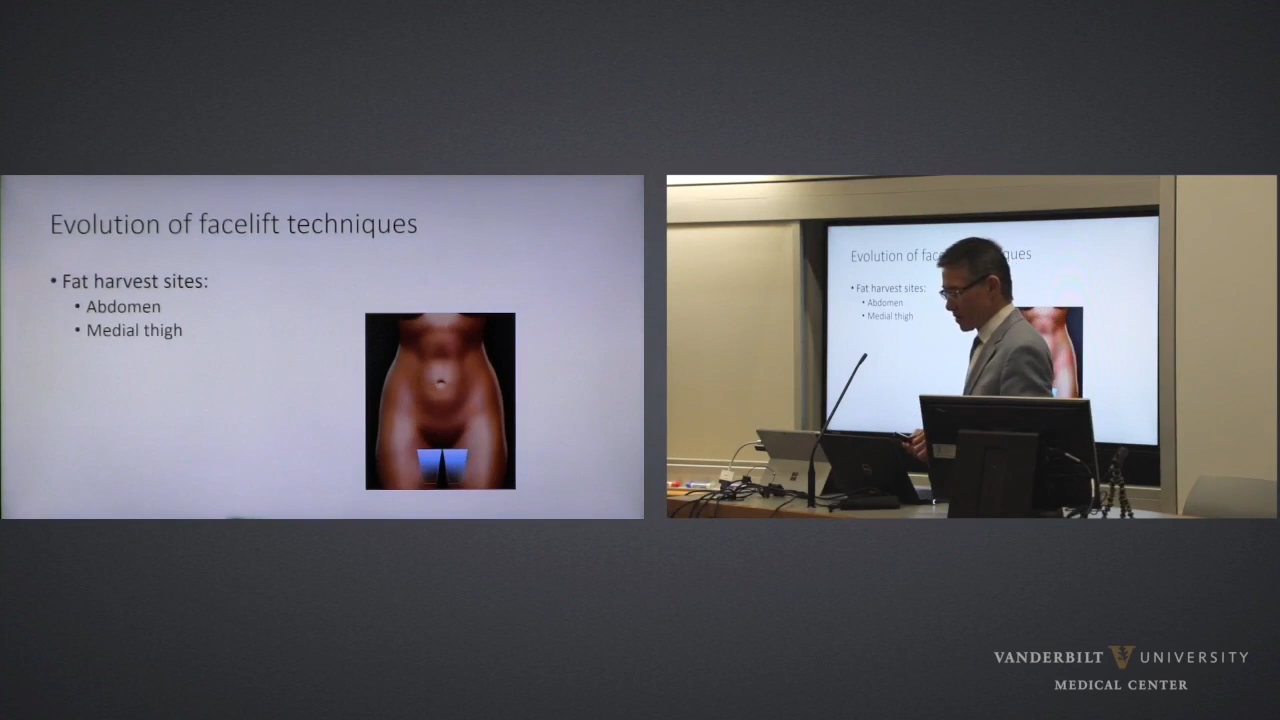 Evolution of facelift techniques
• Fat harvest sites:
• Abdomen
• Medial thigh
Evolution of fac ques
• Fat harvest sites:
• Abdomen
• Medial thigh
VANDERBILT UNIVERSITY
MEDICAL CENTER